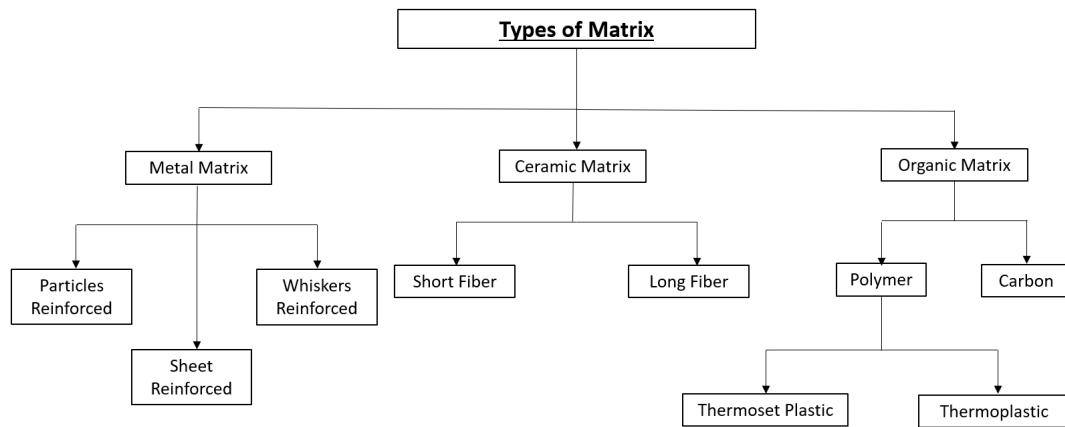 Types of Matrix
Metal Matrix
Ceramic Matrix
Organic Matrix
Particles
Reinforced
Whiskers
Reinforced
Sheet
Reinforced
Short Fiber
Long Fiber
Polymer
Carbon
Thermoset Plastic
Thermoplastic